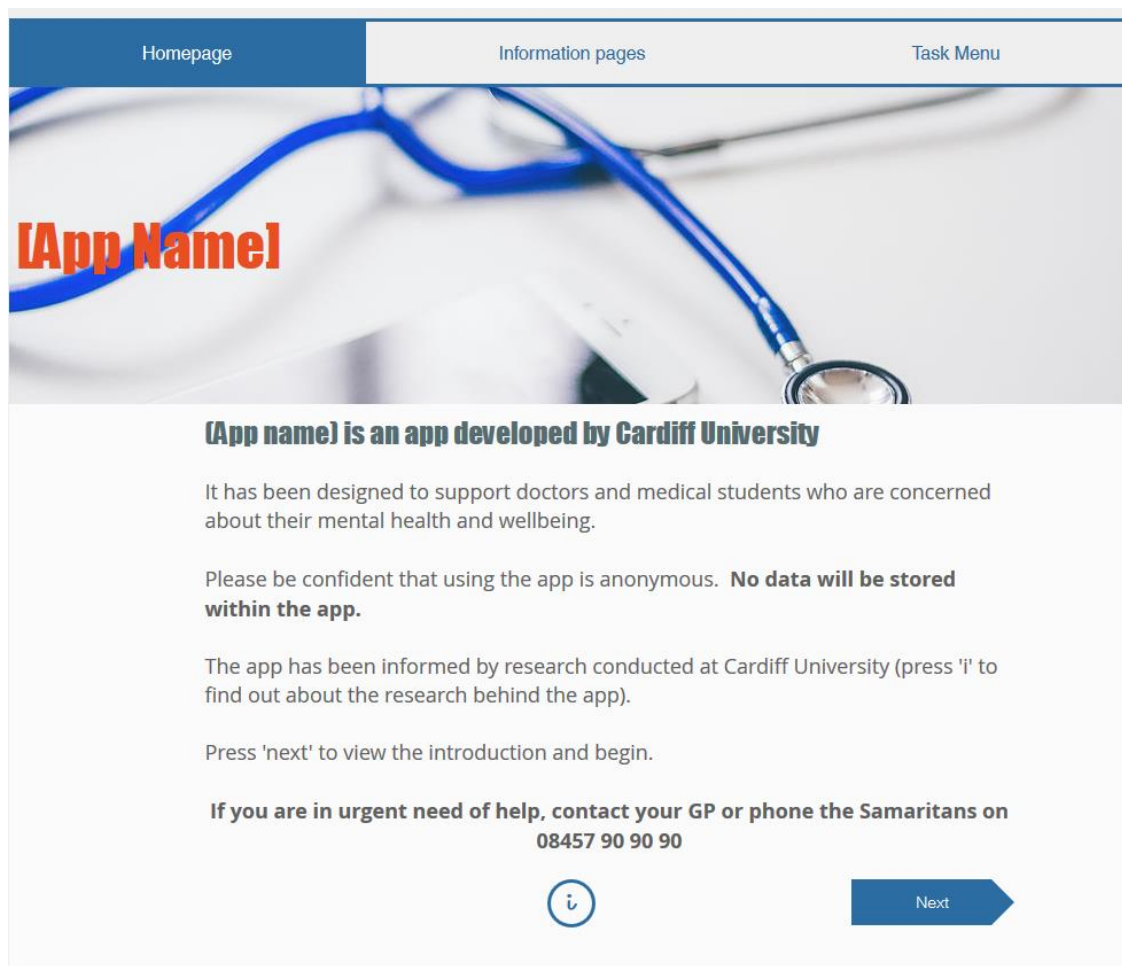 Homepage
Information pages
Task Menu
[App Name]
(App name) is an app developed by Cardiff University
It has been designed to support doctors and medical students who are concerned
about their mental health and wellbeing.
Please be confident that using the app is anonymous.  No data will be stored
within the app.
The app has been informed by research conducted at Cardiff University (press 'i' to
find out about the research behind the app).
Press 'next' to view the introduction and begin.
If you are in urgent need of help, contact your GP or phone the Samaritans on
08457 90 90 90
i
Next